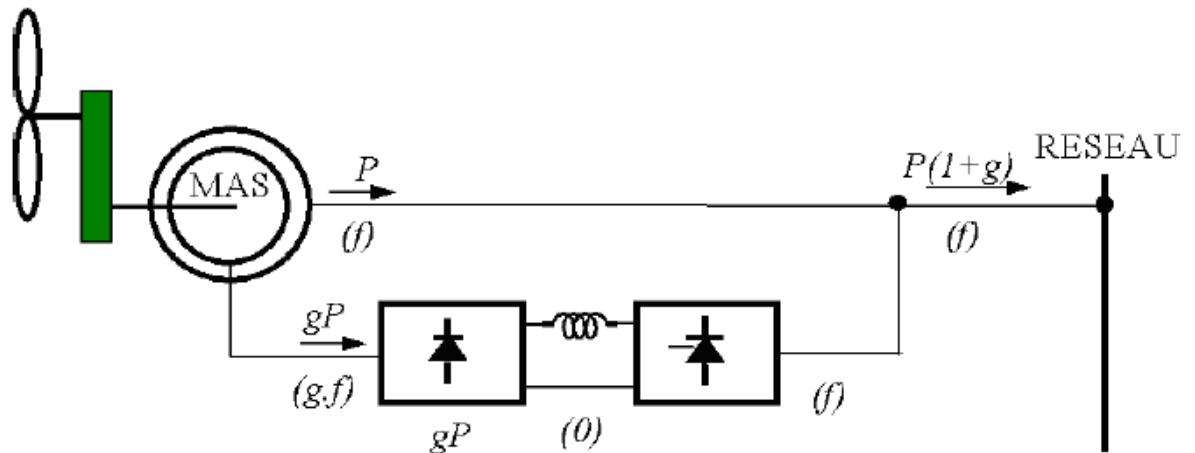 RESEAU
MAS
P
P(1+g)
(f)
(f)
gP
(g.f)
gP
(0)
(f)